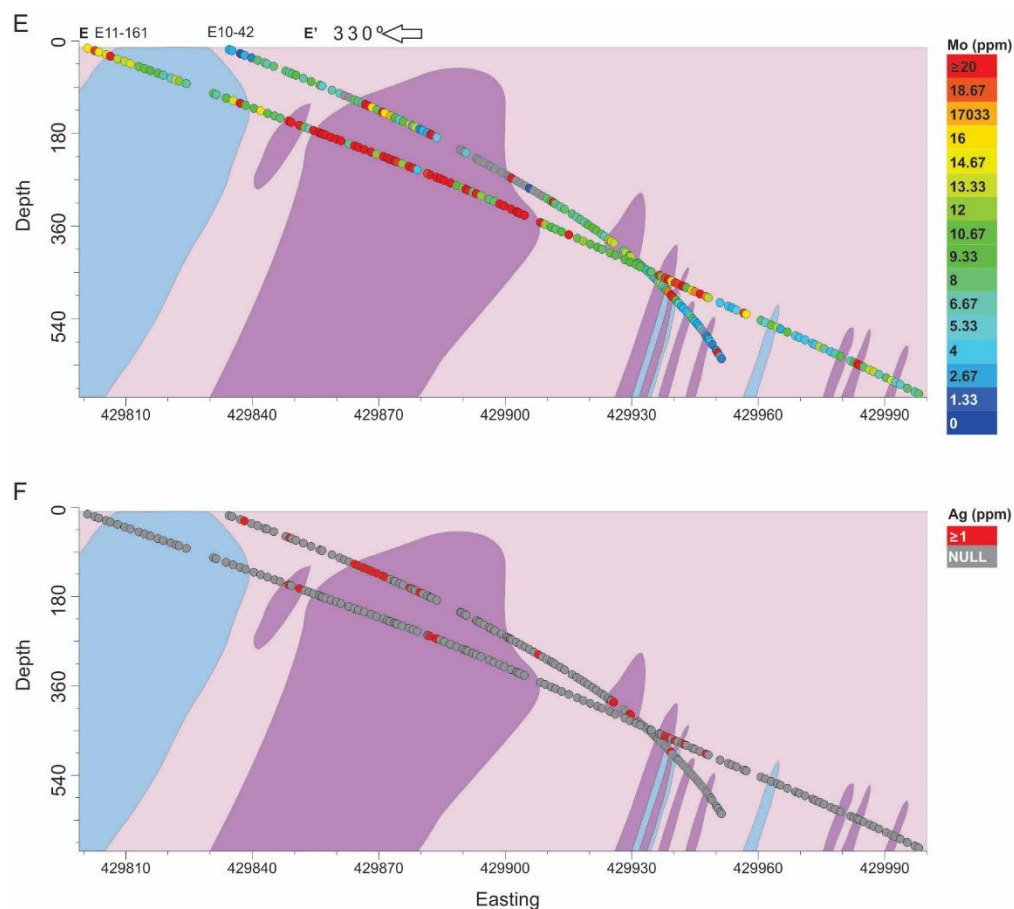 E
E E11-161 E10-42 E' 330°
Mo (ppm)
≥20
18.67
17033
16
14.67
13.33
12
10.67
9.33
8
6.67
5.33
4
2.67
1.33
0
0
180
360
540
Depth
429810 429840 429870 429900 429930 429960 429990
F
Ag (ppm)
≥1
NULL
0
180
360
540
Depth
429810 429840 429870 429900 429930 429960 429990
Easting